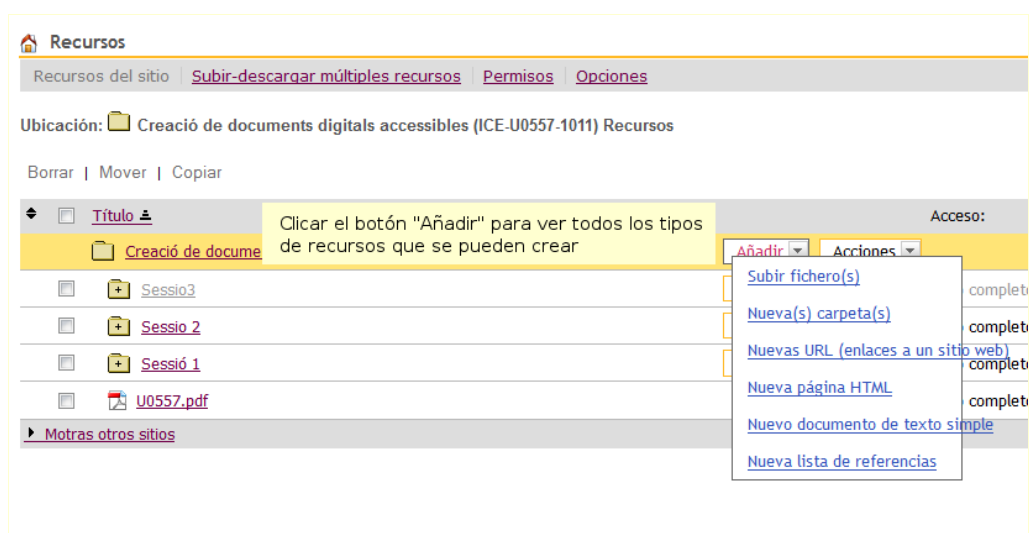 Recursos
Recursos del sitio | Subir-descargar múltiples recursos | Permisos | Opciones
Ubicación: Creació de documents digitals accessibles (ICE-U0557-1011) Recursos
Borrar | Mover | Copiar
Título Acceso:
Clicar el botón "Añadir" para ver todos los tipos
de recursos que se pueden crear
Creació de docume Añadir Acciones
Subir fichero(s)
Sessio3 complet
Nueva(s) carpeta(s)
Sessio 2 complet
Nuevas URL (enlaces a un sitio web)
Sessió 1 complet
Nueva página HTML
U0557.pdf complet
Nuevo documento de texto simple
Motras otros sitios
Nueva lista de referencias